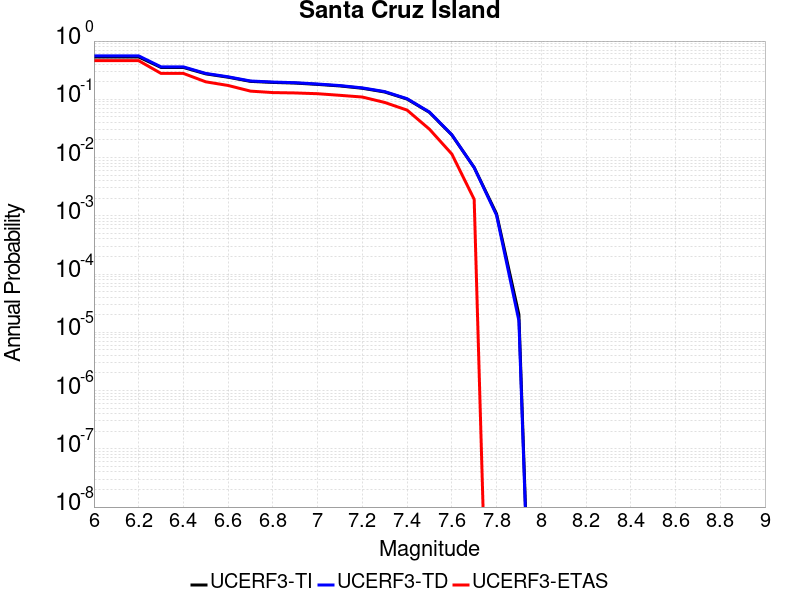 Santa Cruz Island
Annual Probability
10^0
10^-1
10^-2
10^-3
10^-4
10^-5
10^-6
10^-7
10^-8
6 6.2 6.4 6.6 6.8 7 7.2 7.4 7.6 7.8 8 8.2 8.4 8.6 8.8 9
Magnitude
UCERF3-TI UCERF3-TD UCERF3-ETAS